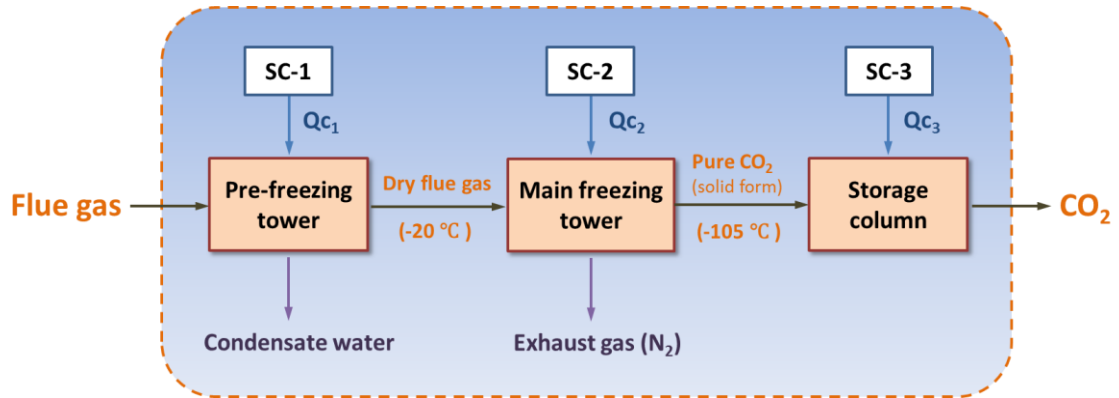 SC-1
SC-2
SC-3
Qc₁
Qc₂
Qc₃
Flue gas
Pre-freezing
tower
Dry flue gas
(-20 ℃ )
Main freezing
tower
Pure CO₂
(solid form)
(-105 ℃ )
Storage
column
CO₂
Condensate water
Exhaust gas (N₂)